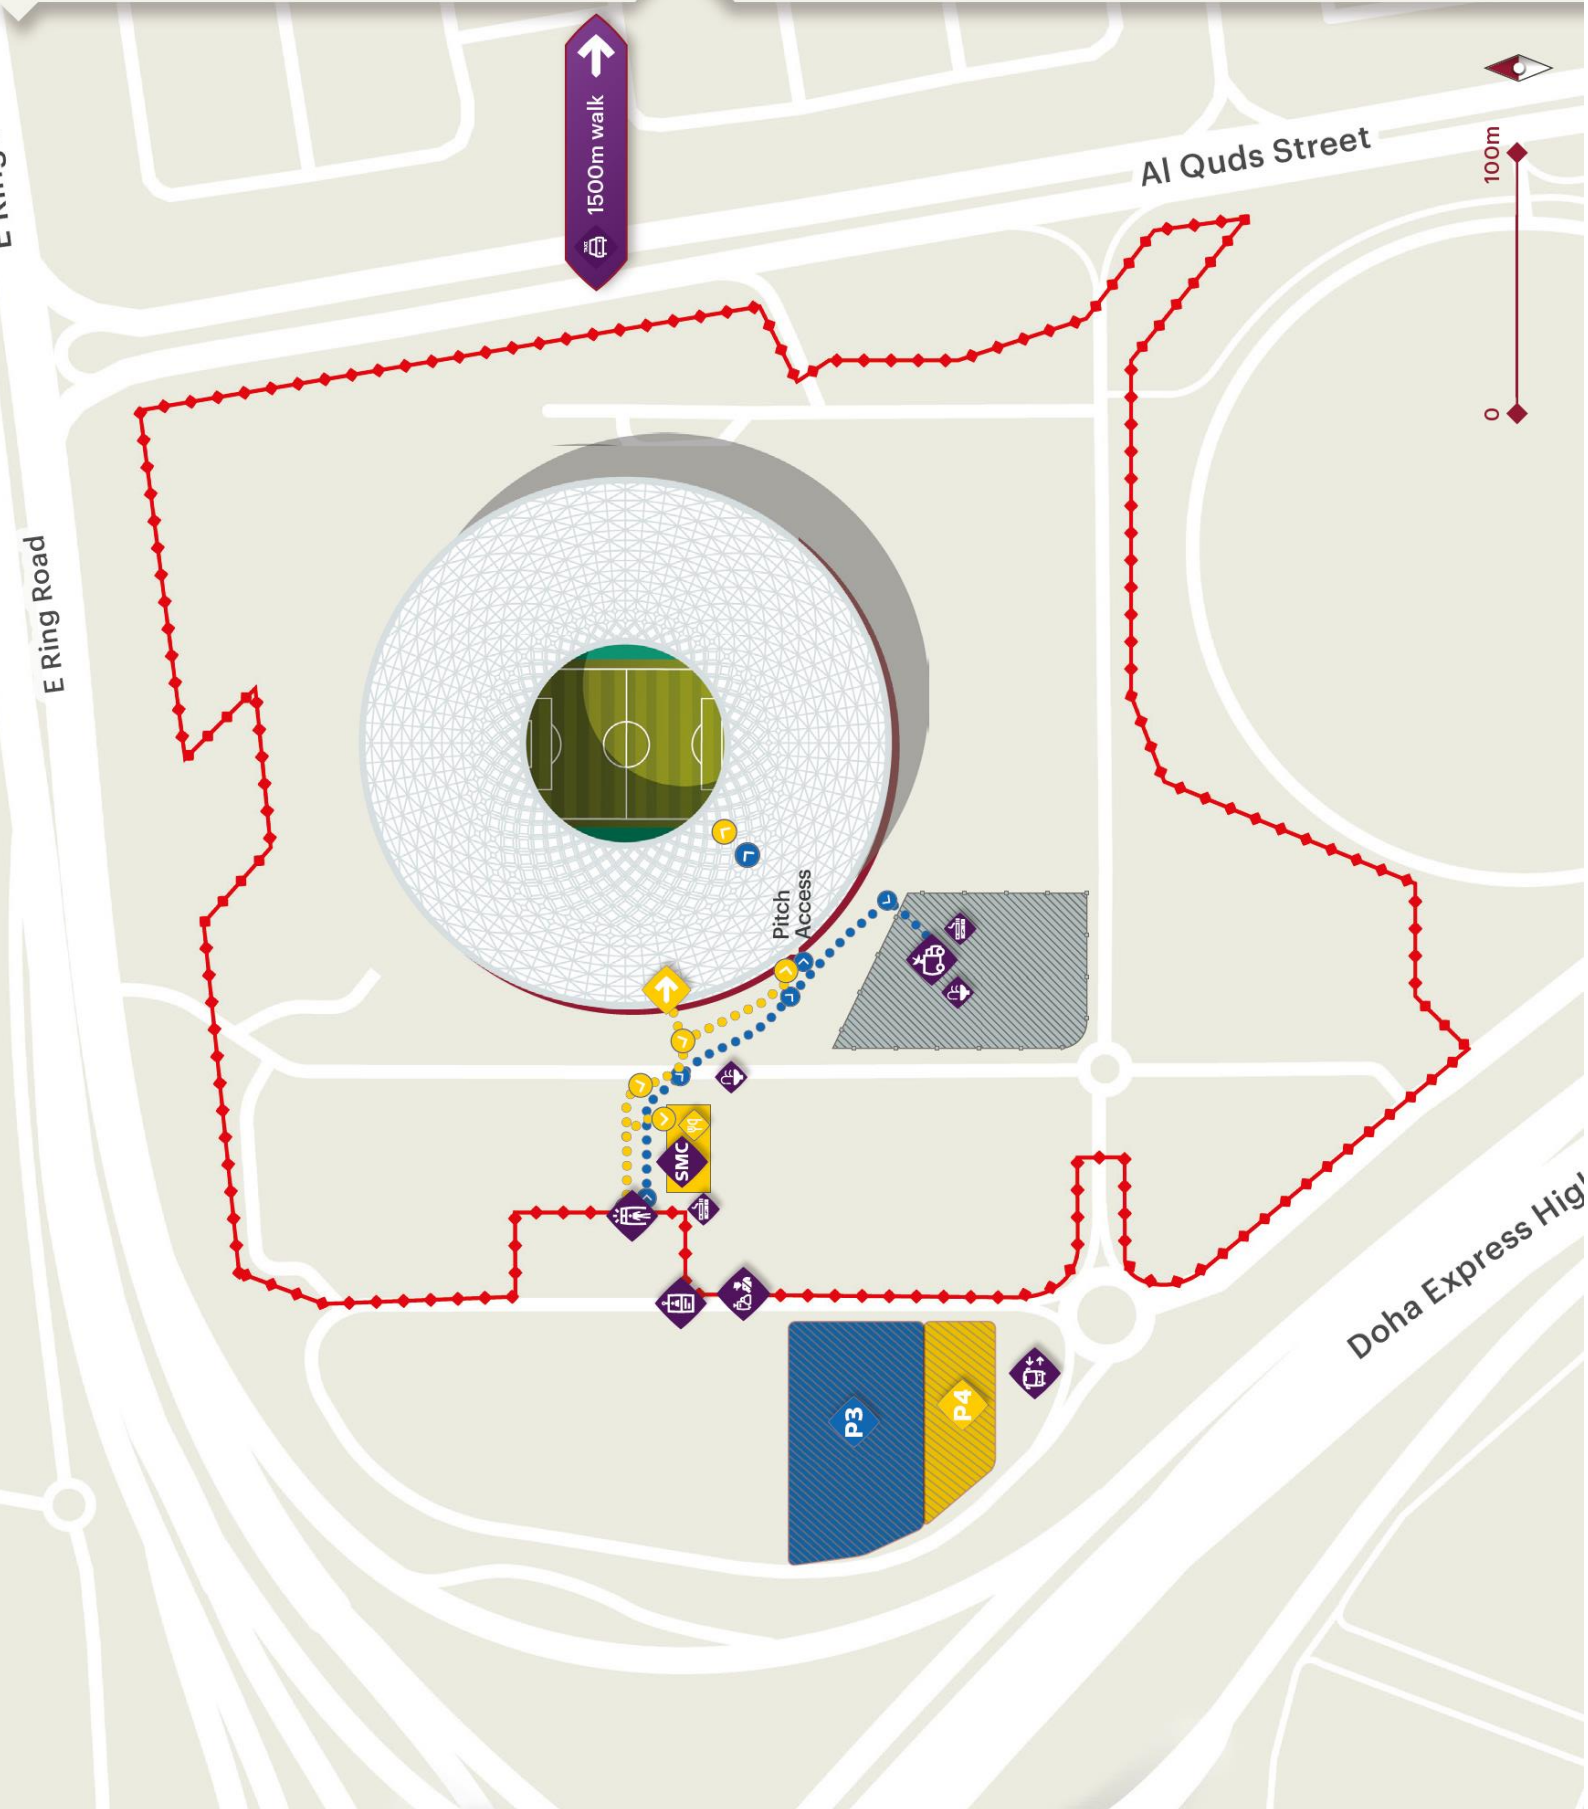 1500m walk
Al Quds Street
100m
0
E Ring Road
Pitch
Access
SMC
P3
P4
Doha Express High